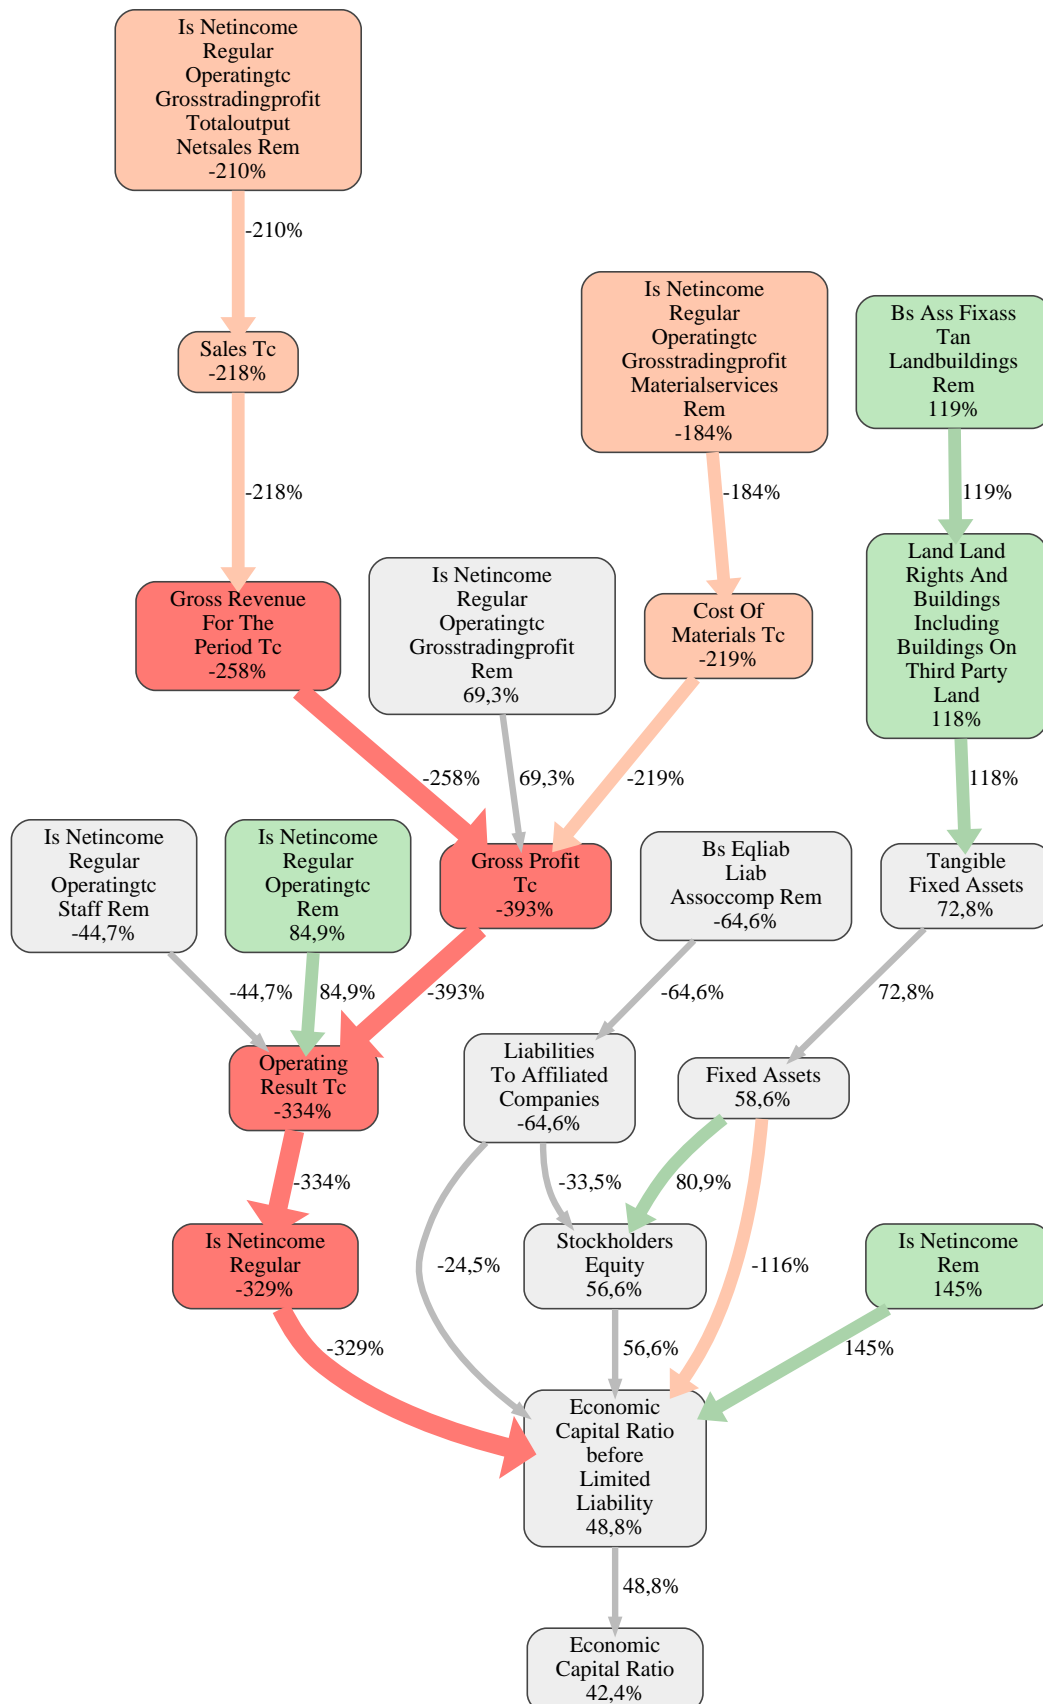 Is Netincome
Regular
Operatingtc
Grosstradingprofit
Totaloutput
Netsales Rem
-210%
-210%
Sales Tc
-218%
Is Netincome
Regular
Operatingtc
Grosstradingprofit
Materialservices
Rem
-184%
Bs Ass Fixass
Tan
Landbuildings
Rem
119%
-218%
-184%
119%
Gross Revenue
For The
Period Tc
-258%
Is Netincome
Regular
Operatingtc
Grosstradingprofit
Rem
69,3%
Cost Of
Materials Tc
-219%
Land Land
Rights And
Buildings
Including
Buildings On
Third Party
Land
118%
-258%
69,3%
-219%
118%
Is Netincome
Regular
Operatingtc
Staff Rem
-44,7%
Is Netincome
Regular
Operatingtc
Rem
84,9%
Gross Profit
Tc
-393%
Bs Eqliab
Liab
Assoccomp Rem
-64,6%
Tangible
Fixed Assets
72,8%
-44,7%
84,9%
-393%
-64,6%
72,8%
Operating
Result Tc
-334%
Liabilities
To Affiliated
Companies
-64,6%
Fixed Assets
58,6%
-334%
-33,5%
80,9%
Is Netincome
Regular
-329%
-24,5%
Stockholders
Equity
56,6%
-116%
Is Netincome
Rem
145%
-329%
56,6%
145%
Economic
Capital Ratio
before
Limited
Liability
48,8%
48,8%
Economic
Capital Ratio
42,4%